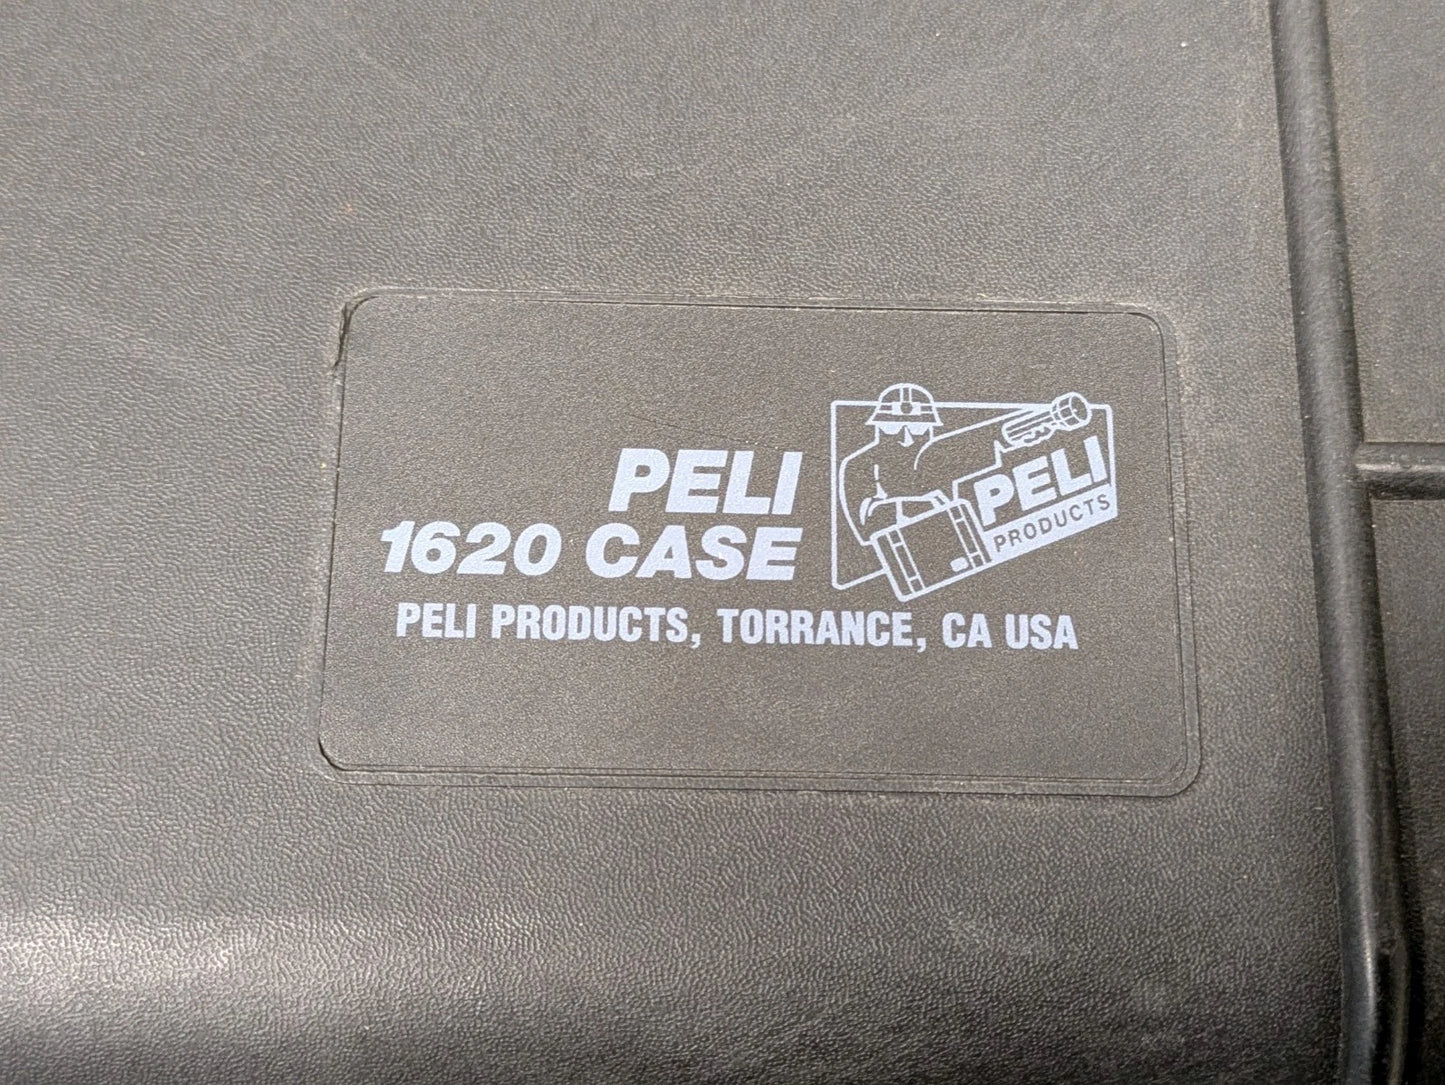 PELI
1620 CASE
PELI
PRODUCTS
PELI PRODUCTS, TORRANCE, CA USA